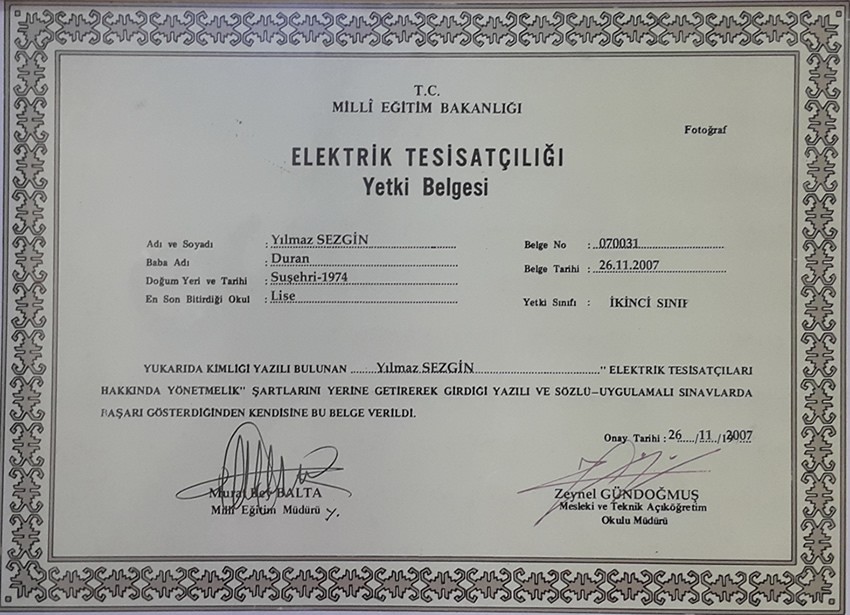 T.C.
MİLLÎ EĞİTİM BAKANLIĞI
Fotoğraf
ELEKTRİK TESİSATÇILIĞI
Yetki Belgesi
Adı ve Soyadı : Yılmaz SEZGİN
Baba Adı : Duran
Doğum Yeri ve Tarihi : Suşehri-1974
En Son Bitirdiği Okul : Lise
Belge No : 070031
Belge Tarihi : 26.11.2007
Yetki Sınıfı : İKİNCİ SINIF
YUKARIDA KİMLİĞİ YAZILI BULUNAN ......Yılmaz SEZGİN...... " ELEKTRİK TESİSATÇILARI
HAKKINDA YÖNETMELİK" ŞARTLARINI YERİNE GETİREREK GİRDİĞİ YAZILI VE SÖZLÜ–UYGULAMALI SINAVLARDA
BAŞARI GÖSTERDİĞİNDEN KENDİSİNE BU BELGE VERİLDİ.
Onay Tarihi : 26..../11../2007
Murat Bey BALTA
Milli Eğitim Müdürü y.
Zeynel GÜNDOĞMUŞ
Mesleki ve Teknik Açıköğretim
Okulu Müdürü